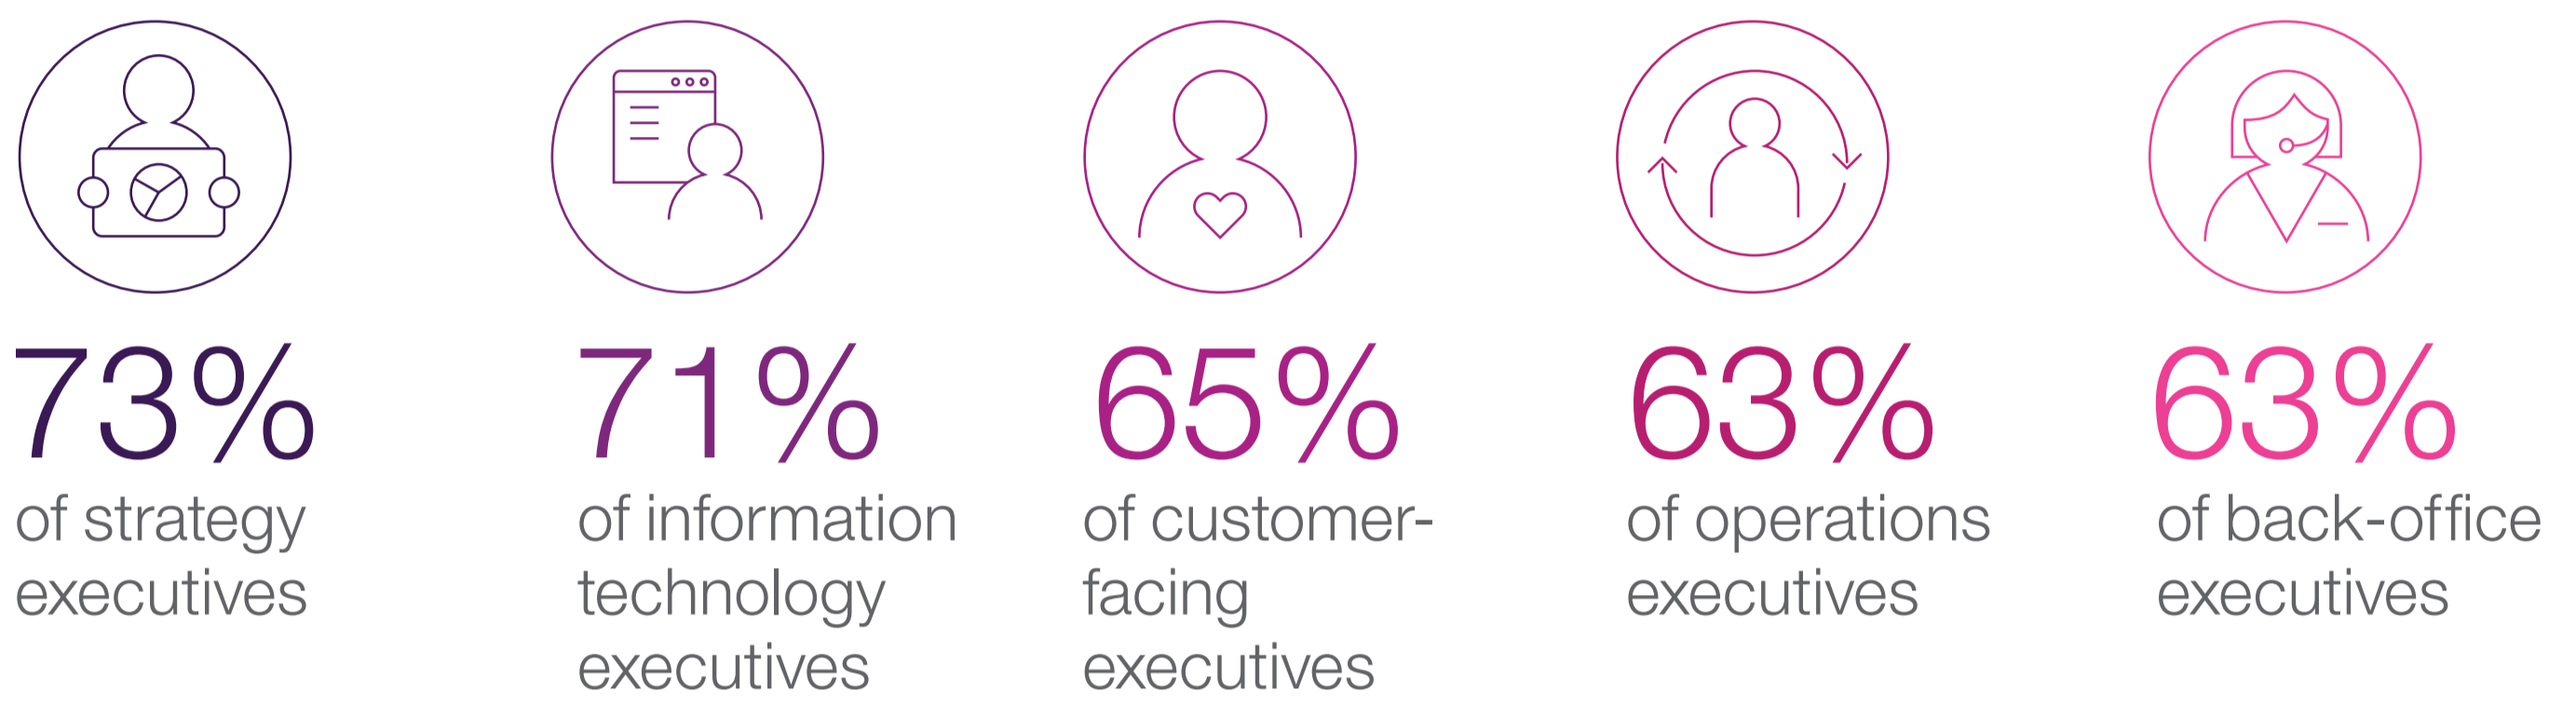 73%
of strategy
executives
71%
of information
technology
executives
65%
of customer-
facing
executives
63%
of operations
executives
63%
of back-office
executives